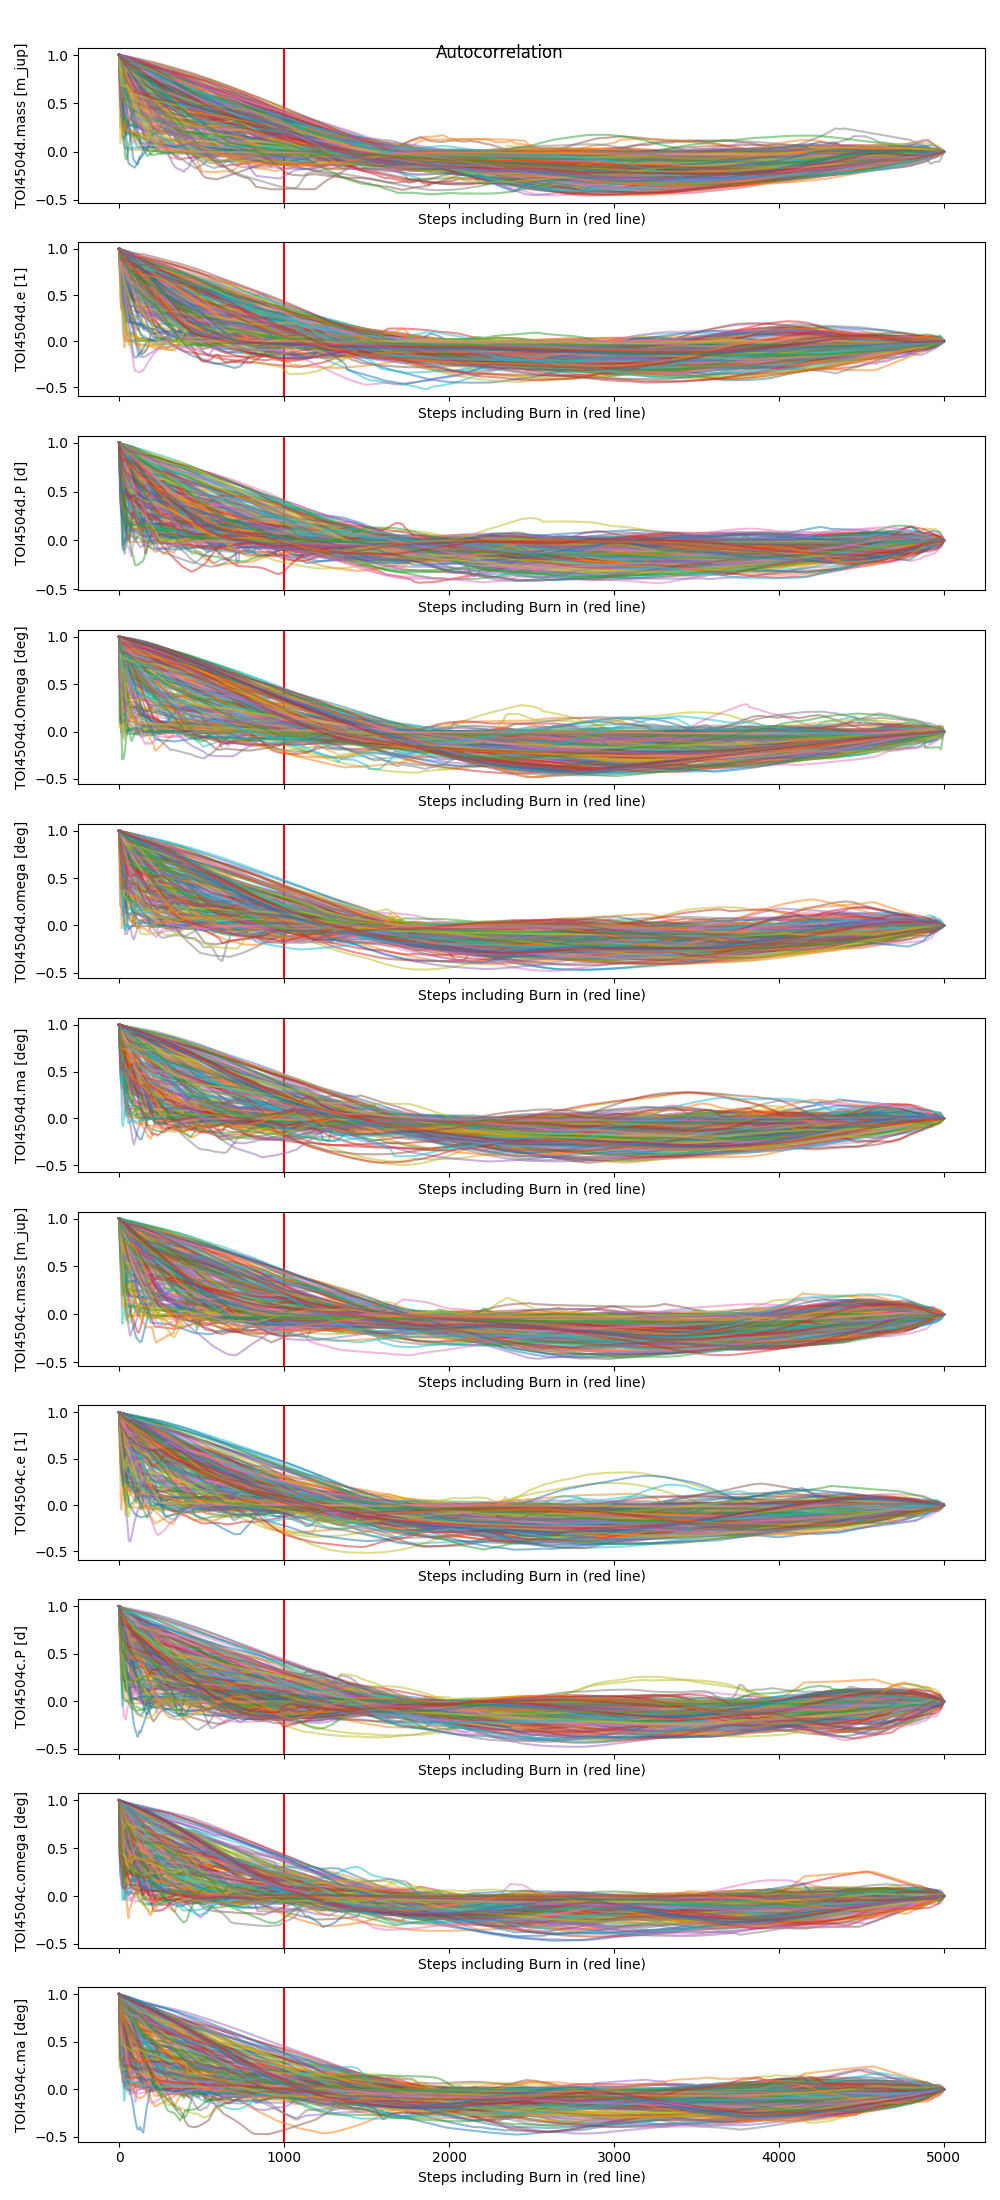 Autocorrelation
TOI4504d.mass [m_jup]
1.0
0.5
0.0
−0.5
Steps including Burn in (red line)
TOI4504d.e [1]
1.0
0.5
0.0
−0.5
Steps including Burn in (red line)
TOI4504d.P [d]
1.0
0.5
0.0
−0.5
Steps including Burn in (red line)
TOI4504d.Omega [deg]
1.0
0.5
0.0
−0.5
Steps including Burn in (red line)
TOI4504d.omega [deg]
1.0
0.5
0.0
−0.5
Steps including Burn in (red line)
TOI4504d.ma [deg]
1.0
0.5
0.0
−0.5
Steps including Burn in (red line)
TOI4504c.mass [m_jup]
1.0
0.5
0.0
−0.5
Steps including Burn in (red line)
TOI4504c.e [1]
1.0
0.5
0.0
−0.5
Steps including Burn in (red line)
TOI4504c.P [d]
1.0
0.5
0.0
−0.5
Steps including Burn in (red line)
TOI4504c.omega [deg]
1.0
0.5
0.0
−0.5
Steps including Burn in (red line)
TOI4504c.ma [deg]
1.0
0.5
0.0
−0.5
0 1000 2000 3000 4000 5000
Steps including Burn in (red line)